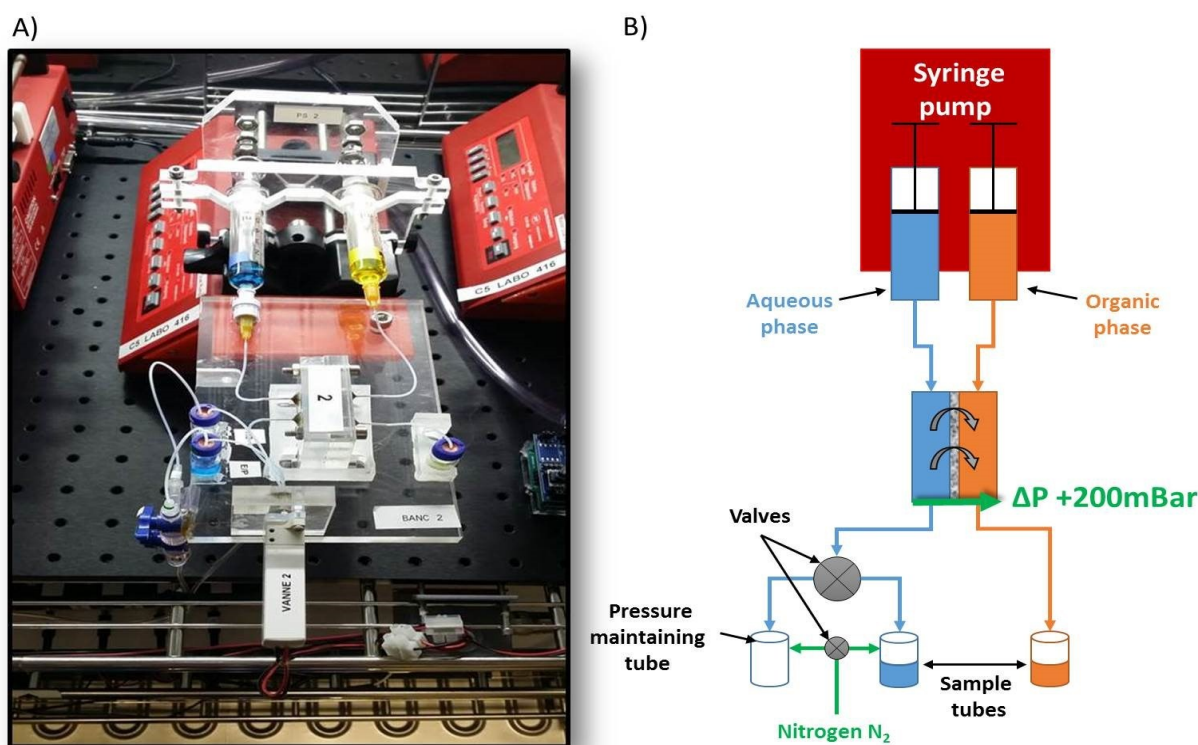 A)
PS 2
C5 LABO 416
C5 LABO 416
2
EP
BANC 2
VANNE 2
B)
Syringe
pump
Aqueous
phase
Organic
phase
ΔP +200mBar
Valves
Pressure
maintaining
tube
Sample
tubes
Nitrogen N₂